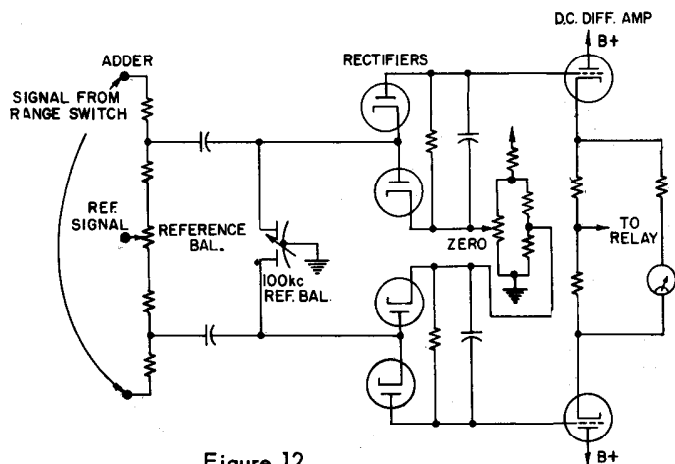 D.C. DIFF. AMP
B+
ADDER
RECTIFIERS
SIGNAL FROM
RANGE SWITCH
REF. SIGNAL
REFERENCE
BAL.
100kc
REF. BAL.
ZERO
TO
RELAY
B+
Figure 12